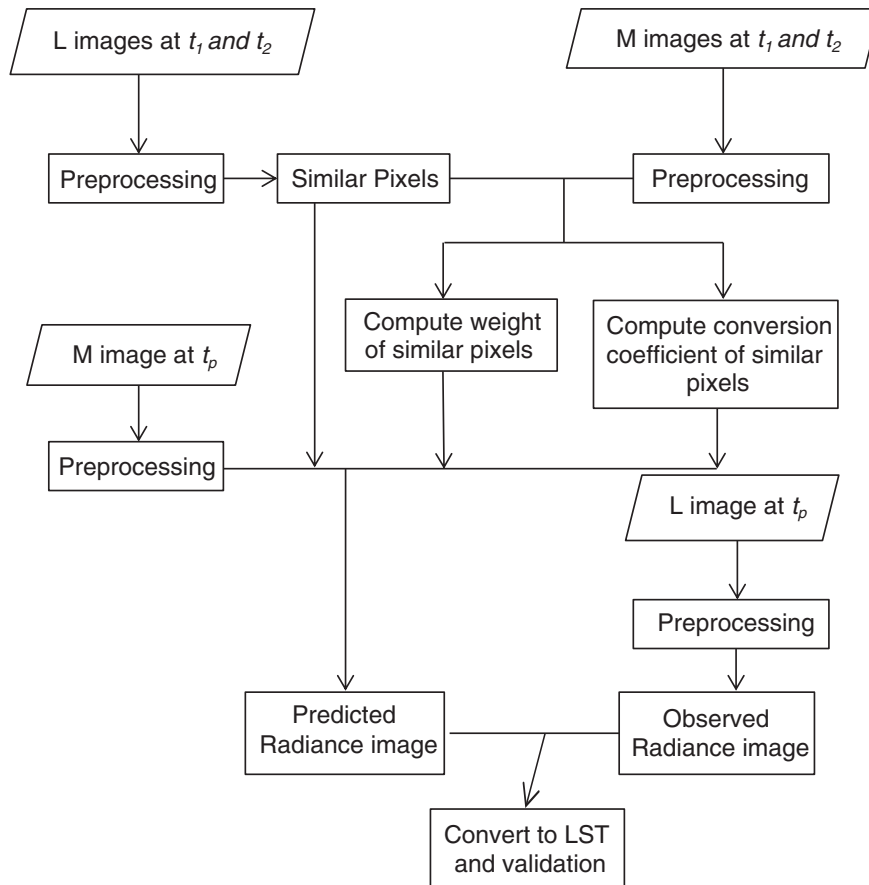 L images at t₁ and t₂
M images at t₁ and t₂
Preprocessing
Similar Pixels
Preprocessing
Compute weight
of similar pixels
Compute conversion
coefficient of similar
pixels
M image at tₚ
Preprocessing
L image at tₚ
Preprocessing
Predicted
Radiance image
Observed
Radiance image
Convert to LST
and validation